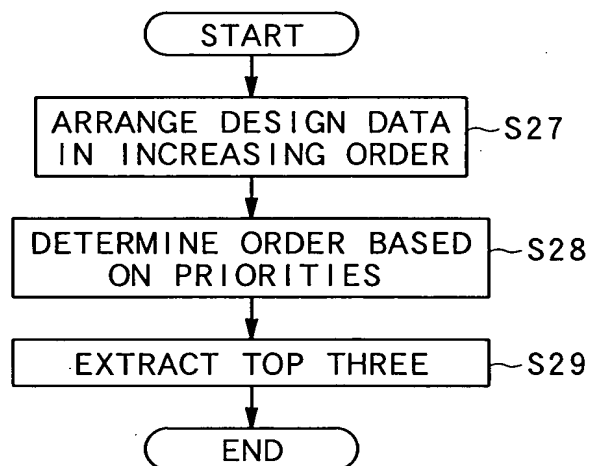 START
ARRANGE DESIGN DATA
IN INCREASING ORDER
S27
DETERMINE ORDER BASED
ON PRIORITIES
S28
EXTRACT TOP THREE
S29
END